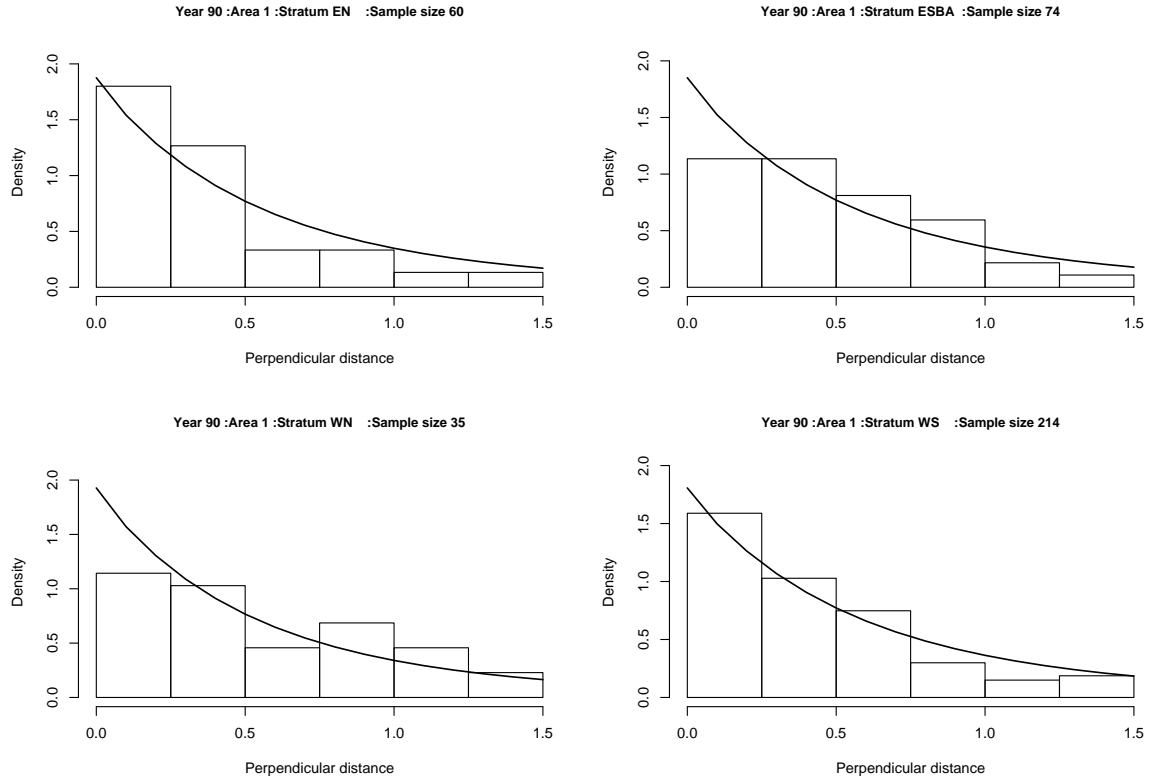 Year 90 :Area 1 :Stratum EN :Sample size 60
Density
2.0
1.5
1.0
0.5
0.0
0.0 0.5 1.0 1.5
Perpendicular distance
Year 90 :Area 1 :Stratum ESBA :Sample size 74
Density
2.0
1.5
1.0
0.5
0.0
0.0 0.5 1.0 1.5
Perpendicular distance
Year 90 :Area 1 :Stratum WN :Sample size 35
Density
2.0
1.5
1.0
0.5
0.0
0.0 0.5 1.0 1.5
Perpendicular distance
Year 90 :Area 1 :Stratum WS :Sample size 214
Density
2.0
1.5
1.0
0.5
0.0
0.0 0.5 1.0 1.5
Perpendicular distance